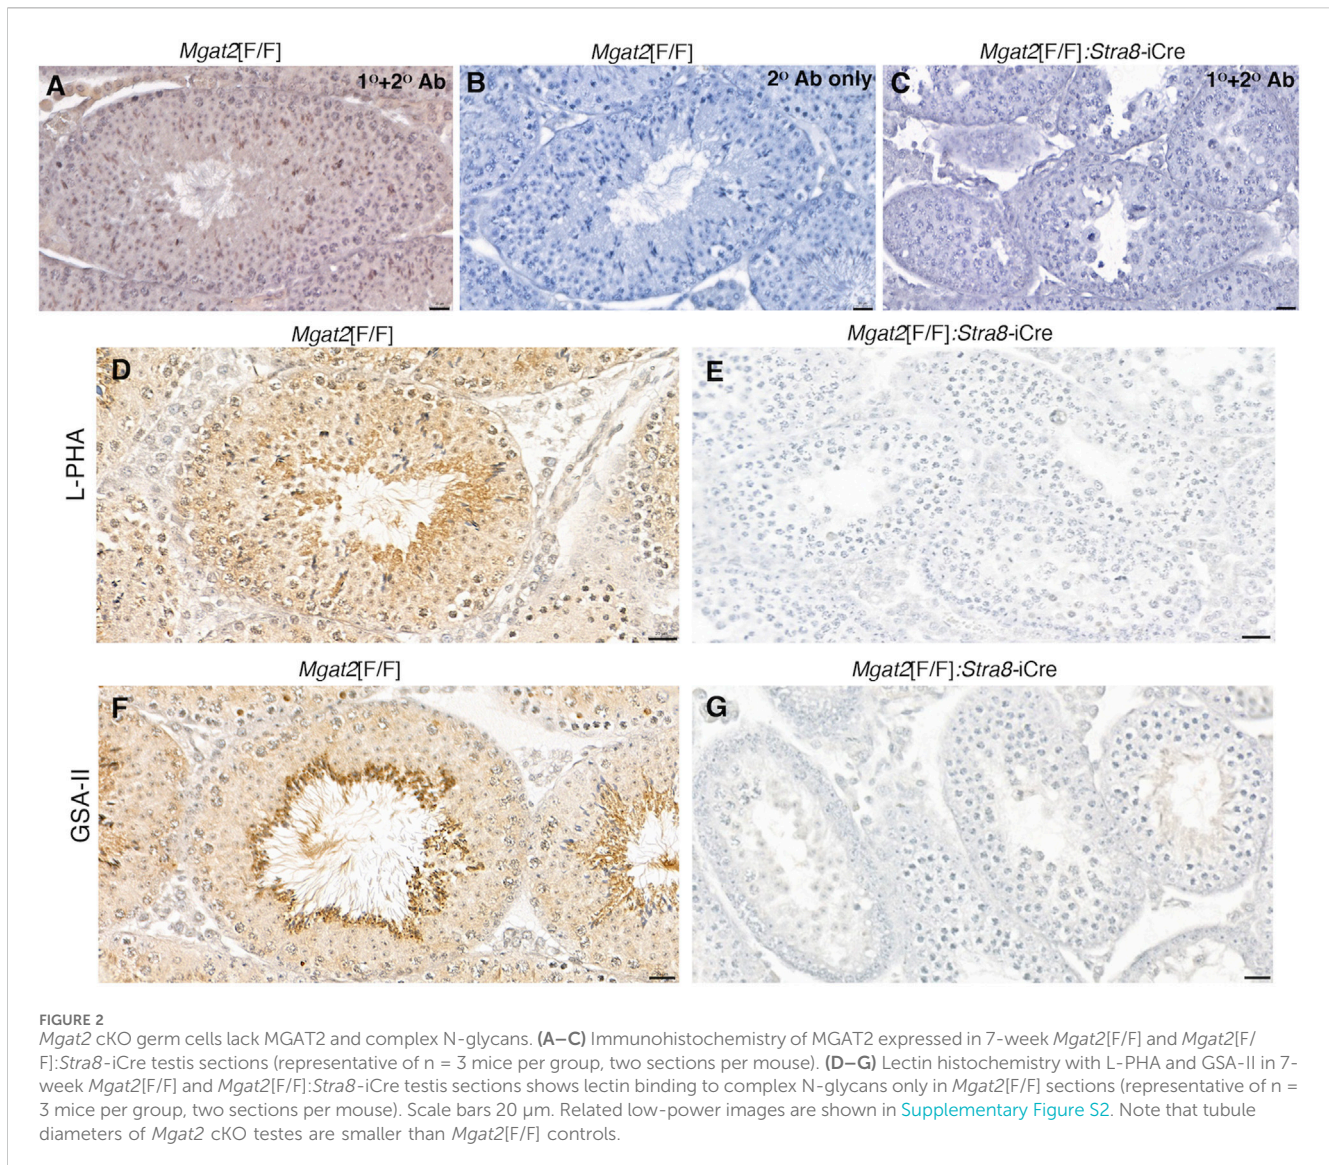 Mgat2[F/F]
Mgat2[F/F]
Mgat2[F/F]:Stra8-iCre
A
1º+2º Ab
B
2º Ab only
C
1º+2º Ab
Mgat2[F/F]
Mgat2[F/F]:Stra8-iCre
L-PHA
D
E
Mgat2[F/F]
Mgat2[F/F]:Stra8-iCre
GSA-II
F
G
FIGURE 2
Mgat2 cKO germ cells lack MGAT2 and complex N-glycans. (A–C) Immunohistochemistry of MGAT2 expressed in 7-week Mgat2[F/F] and Mgat2[F/
F]:Stra8-iCre testis sections (representative of n = 3 mice per group, two sections per mouse). (D–G) Lectin histochemistry with L-PHA and GSA-II in 7-
week Mgat2[F/F] and Mgat2[F/F]:Stra8-iCre testis sections shows lectin binding to complex N-glycans only in Mgat2[F/F] sections (representative of n =
3 mice per group, two sections per mouse). Scale bars 20 μm. Related low-power images are shown in Supplementary Figure S2. Note that tubule
diameters of Mgat2 cKO testes are smaller than Mgat2[F/F] controls.